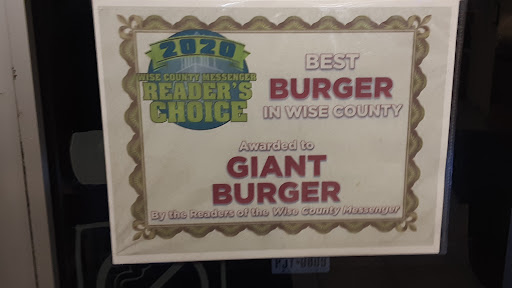 2020
WISE COUNTY MESSENGER
READER'S
CHOICE
BEST
BURGER
IN WISE COUNTY
Awarded to
GIANT
BURGER
By the Readers of the Wise County Messenger